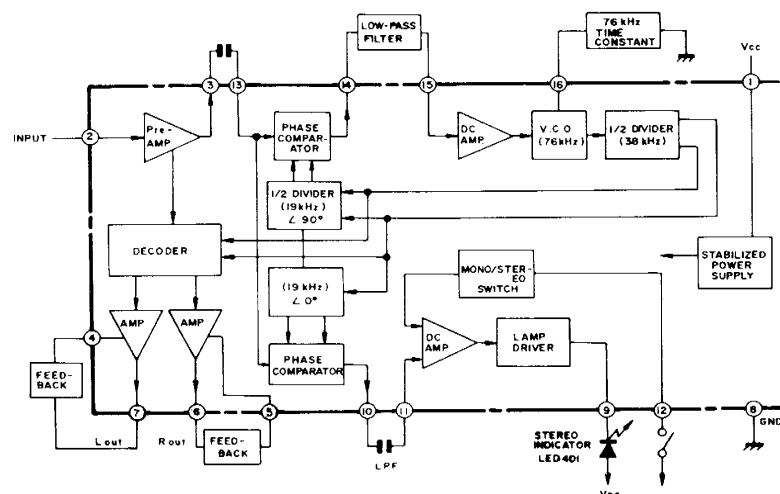 LOW-PASS
FILTER
76 kHz
TIME
CONSTANT
Vcc
3
13
14
15
16
1
INPUT
2
Pre-
AMP
PHASE
COMPAR-
ATOR
DC
AMP.
V.C.O
(76kHz)
1/2 DIVIDER
(38 kHz)
1/2 DIVIDER
(19kHz)
∠ 90°
DECODER
STABILIZED
POWER
SUPPLY
MONO/STER-
EO
SWITCH
(19 kHz)
∠ 0°
AMP
AMP
DC
AMP.
LAMP
DRIVER
4
FEED-
BACK
PHASE
COMPARATOR
7
6
5
10
11
9
12
8
GND
L out
R out
FEED-
BACK
LPF
STEREO
INDICATOR
LED401
Vcc